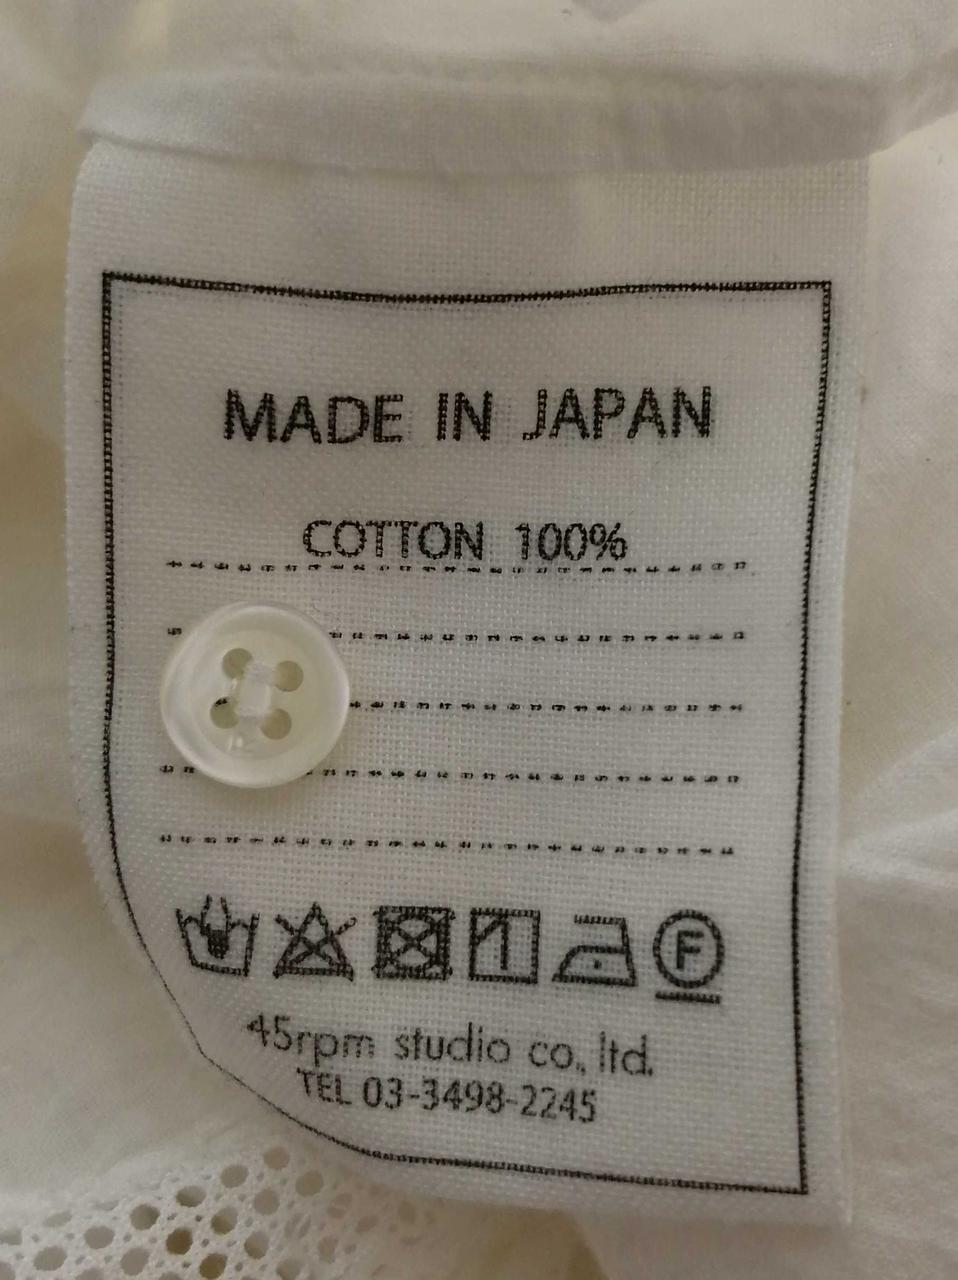 MADE IN JAPAN
COTTON 100%
F
45rpm studio co., ltd.
TEL 03-3498-2245